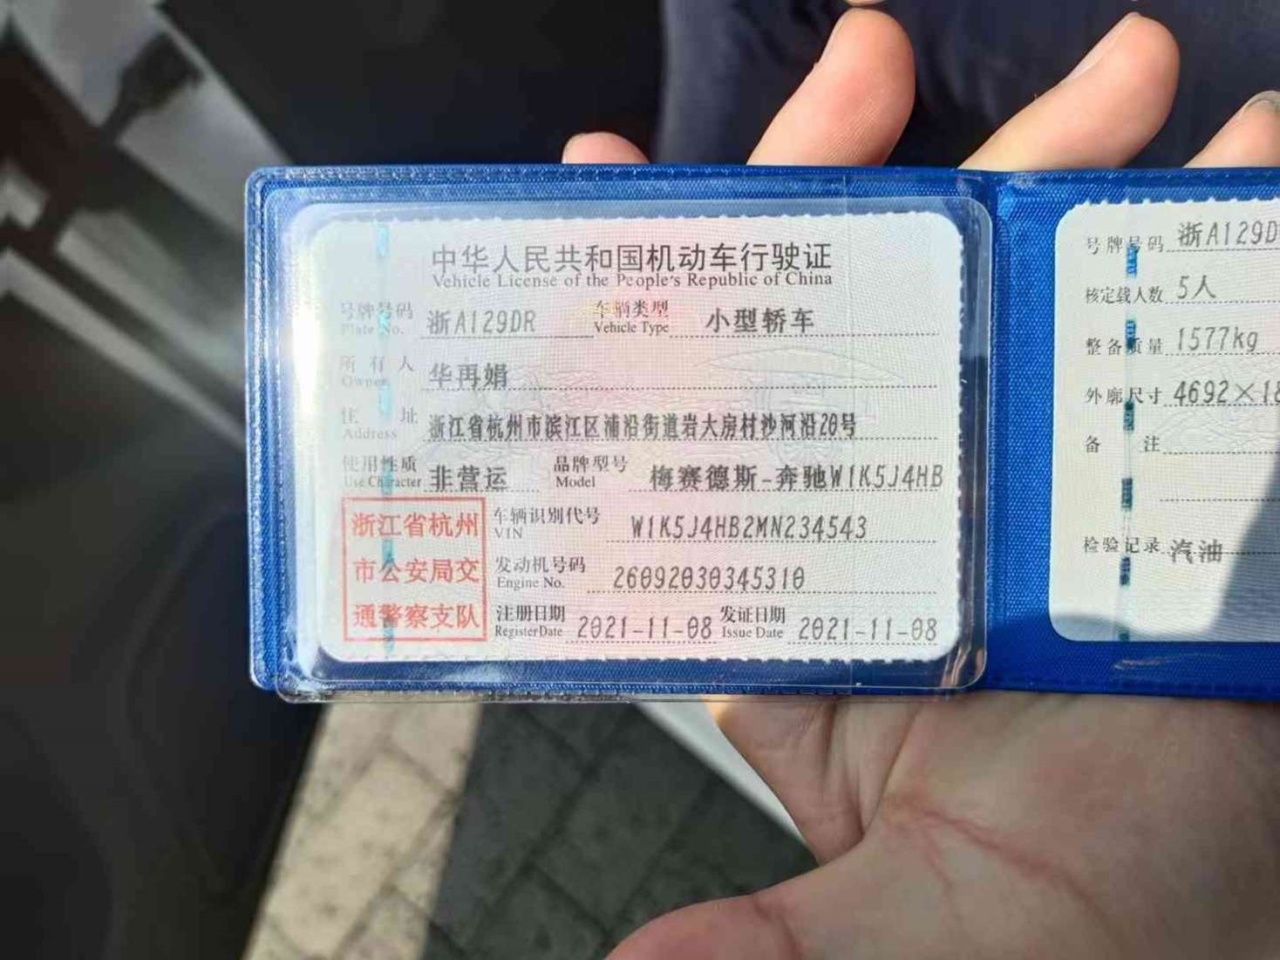 中华人民共和国机动车行驶证
Vehicle License of the People's Republic of China
号牌号码 浙A129DR 车辆类型 小型轿车
Plate No. Vehicle Type
所有人 华再娟
Owner
住址 浙江省杭州市滨江区浦沿街道岩大房村沙河沿20号
Address
使用性质 非营运 品牌型号 梅赛德斯-奔驰W1K5J4HB
Use Character Model
浙江省杭州
市公安局交
通警察支队
车辆识别代号 W1K5J4HB2MN234543
VIN
发动机号码 26092030345310
Engine No.
注册日期 2021-11-08 发证日期 2021-11-08
Register Date Issue Date
号牌号码 浙A129D
核定载人数 5人
整备质量 1577kg
外廓尺寸 4692×18
备注
检验记录 汽油